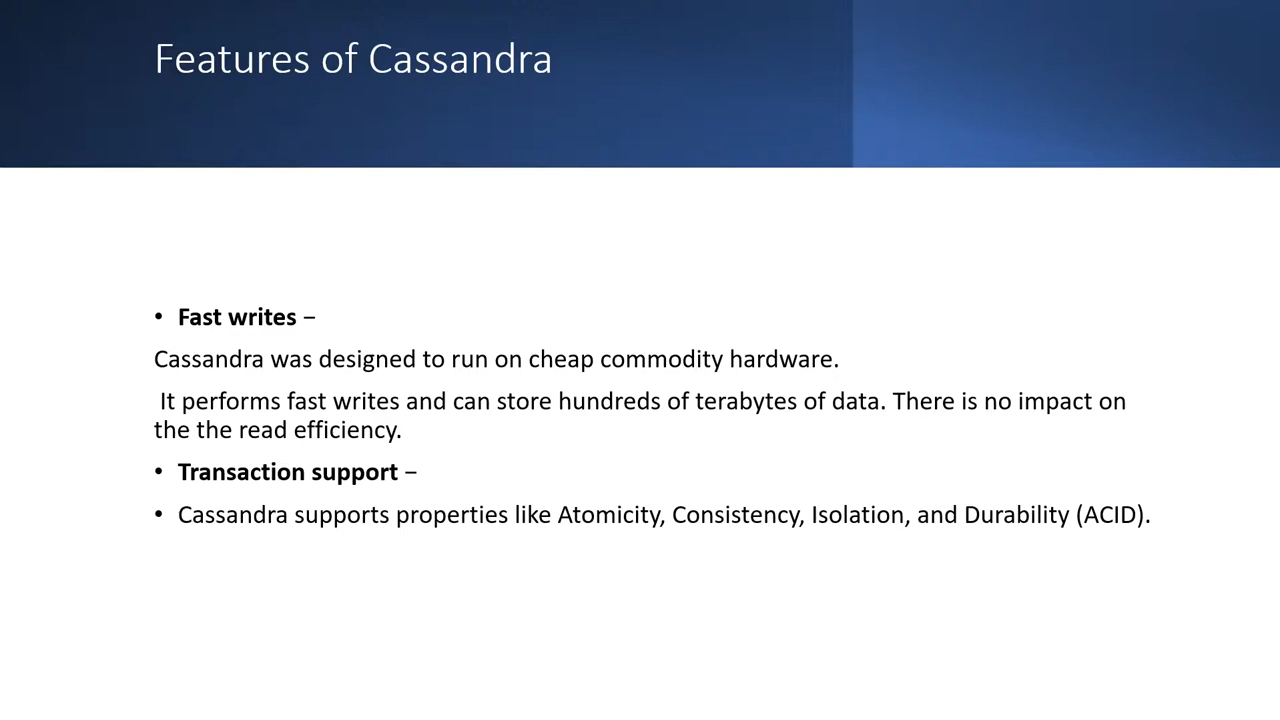 Features of Cassandra
• Fast writes –
Cassandra was designed to run on cheap commodity hardware.
It performs fast writes and can store hundreds of terabytes of data. There is no impact on
the the read efficiency.
• Transaction support –
• Cassandra supports properties like Atomicity, Consistency, Isolation, and Durability (ACID).